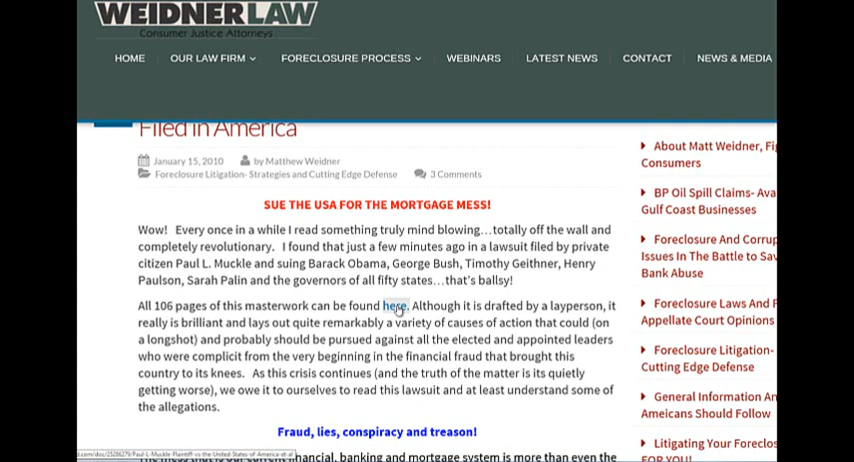 WEIDNERLAW
Consumer Justice Attorneys
HOME OUR LAW FIRM FORECLOSURE PROCESS WEBINARS LATEST NEWS CONTACT NEWS & MEDIA
Filed in America
January 15, 2010 by Matthew Weidner
Foreclosure Litigation- Strategies and Cutting Edge Defense 3 Comments
SUE THE USA FOR THE MORTGAGE MESS!
Wow! Every once in a while I read something truly mind blowing…totally off the wall and
completely revolutionary. I found that just a few minutes ago in a lawsuit filed by private
citizen Paul L. Muckle and suing Barack Obama, George Bush, Timothy Geithner, Henry
Paulson, Sarah Palin and the governors of all fifty states…that's ballsy!
All 106 pages of this masterwork can be found here. Although it is drafted by a layperson, it
really is brilliant and lays out quite remarkably a variety of causes of action that could (on
a longshot) and probably should be pursued against all the elected and appointed leaders
who were complicit from the very beginning in the financial fraud that brought this
country to its knees. As this crisis continues (and the truth of the matter is its quietly
getting worse), we owe it to ourselves to read this lawsuit and at least understand some of
the allegations.
Fraud, lies, conspiracy and treason!
financial, banking and mortgage system is more than even the
About Matt Weidner, Fi
Consumers
BP Oil Spill Claims- Ava
Gulf Coast Businesses
Foreclosure And Corrup
Issues In The Battle to Sav
Bank Abuse
Foreclosure Laws And F
Appellate Court Opinions
Foreclosure Litigation-
Cutting Edge Defense
General Information An
Ameicans Should Follow
Litigating Your Foreclos
FOR YOU!